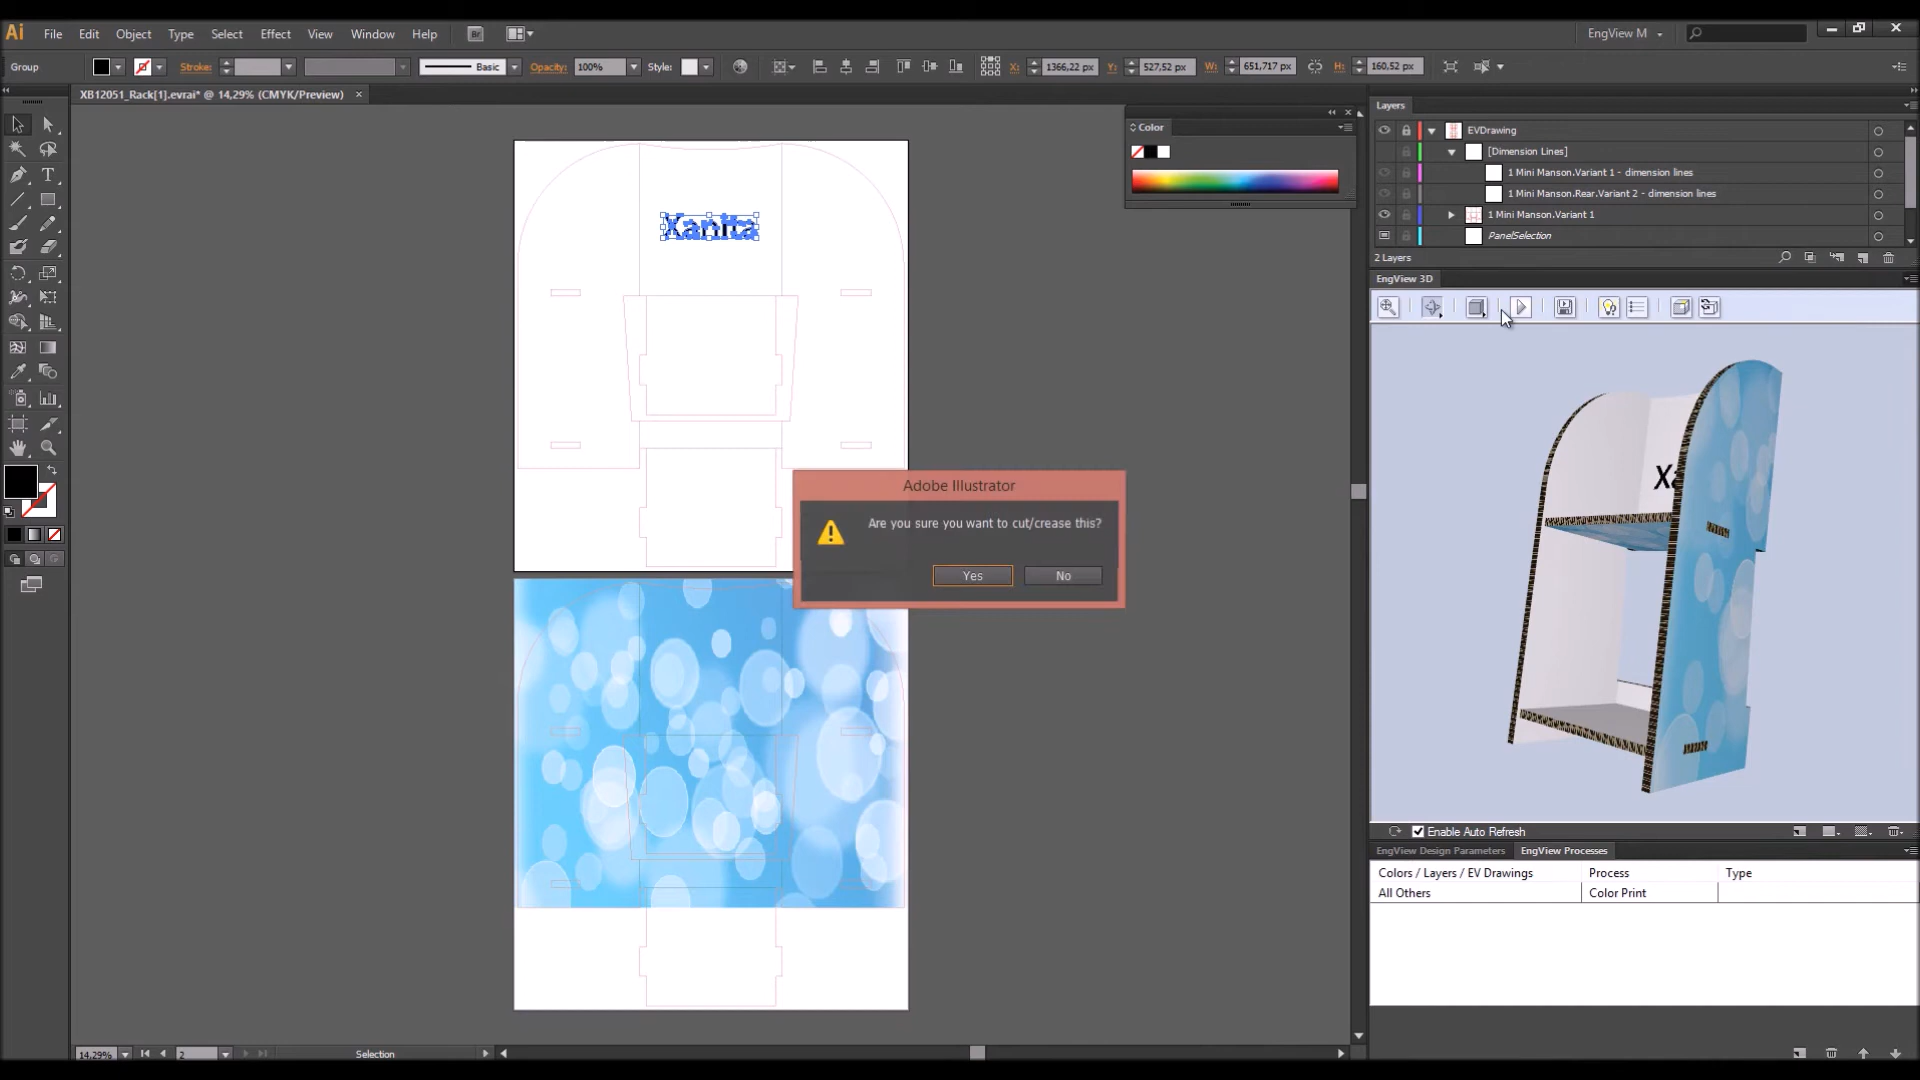 Ai File Edit Object Type Select Effect View Window Help Br EngView M
Group Stroke: Basic Opacity: 100% Style: X: 1366,22 px Y: 527,52 px W: 651,717 px H: 160,52 px
XB12051_Rack[1].evrai* @ 14,29% (CMYK/Preview)
Layers
Color
EVDrawing
[Dimension Lines]
1 Mini Manson.Variant 1 - dimension lines
1 Mini Manson.Rear.Variant 2 - dimension lines
1 Mini Manson.Variant 1
PanelSelection
2 Layers
Xanita
EngView 3D
Xa
Adobe Illustrator
Are you sure you want to cut/crease this?
Yes No
Enable Auto Refresh
EngView Design Parameters EngView Processes
Colors / Layers / EV Drawings Process Type
All Others Color Print
14,29% 2 Selection